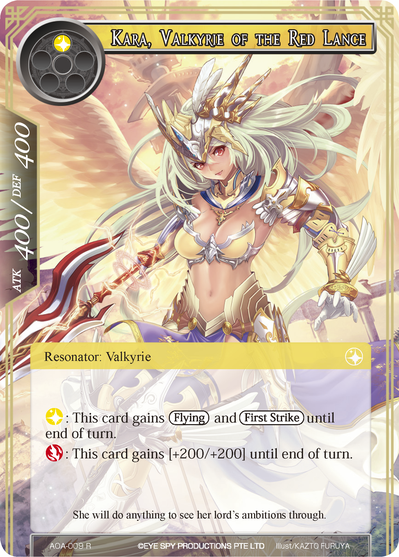 Kara, Valkyrie of the Red Lance
ATK 400/ DEF 400
Resonator: Valkyrie
: This card gains Flying and First Strike until
end of turn.
: This card gains [+200/+200] until end of turn.
She will do anything to see her lord's ambitions through.
AOA-009 R
©EYE SPY PRODUCTIONS PTE LTD
Illust/KAZTO FURUYA